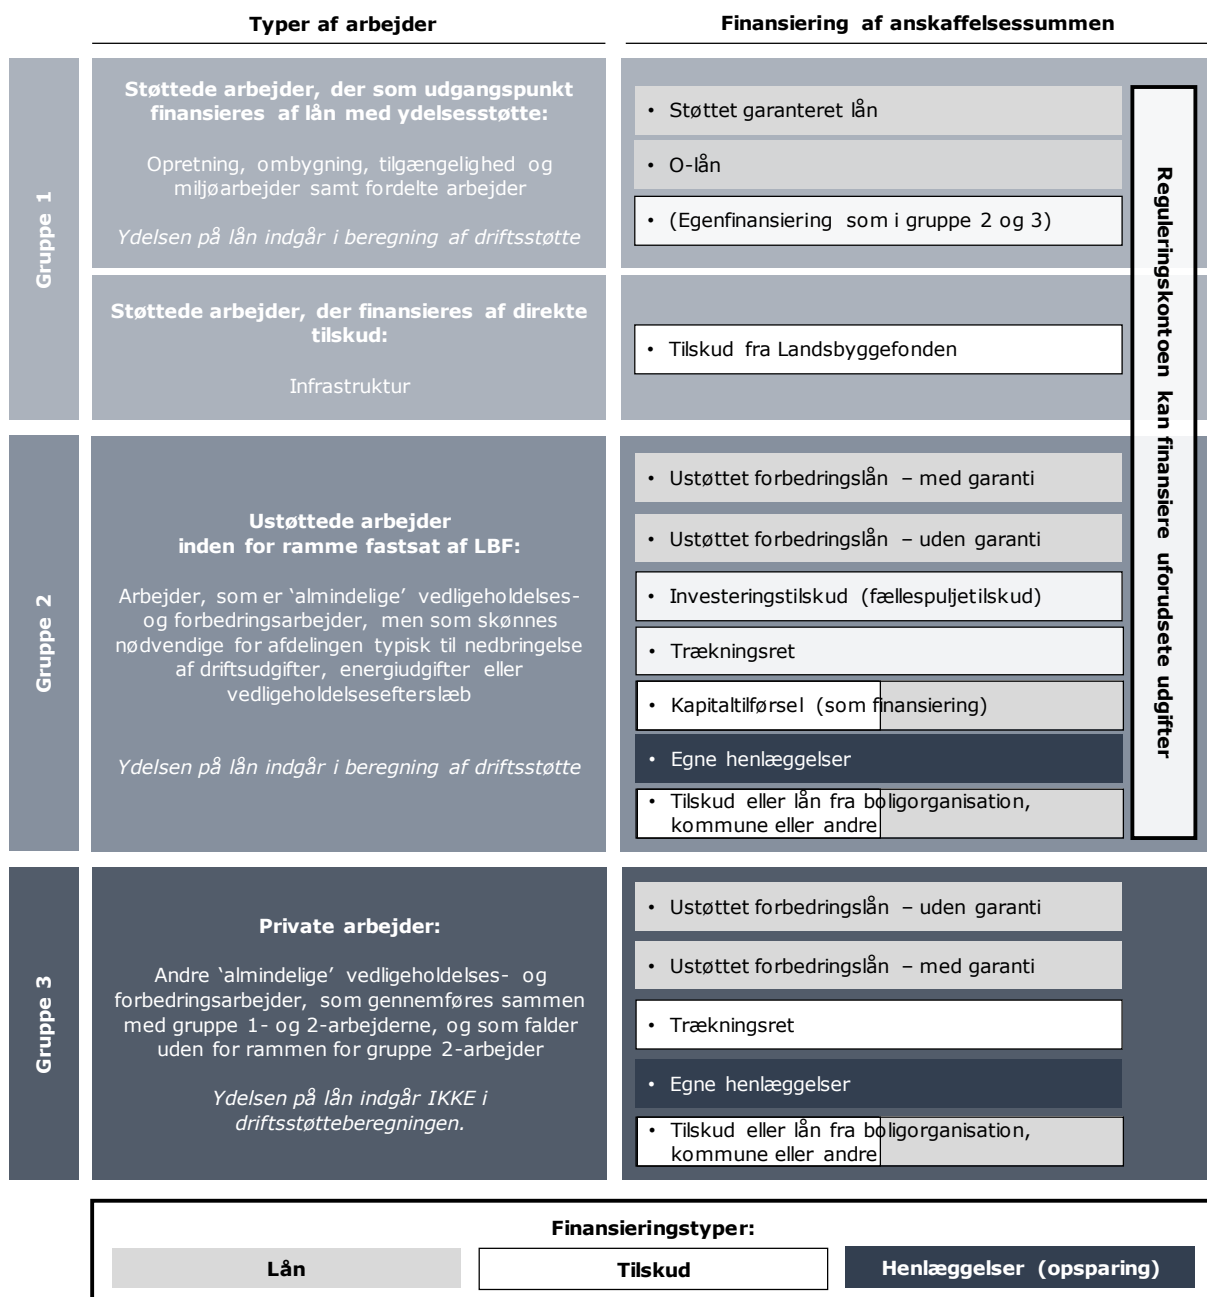 Typer af arbejder
Finansiering af anskaffelsessummen
Gruppe 1
Støttede arbejder, der som udgangspunkt
finansieres af lån med ydelsesstøtte:
Opretning, ombygning, tilgængelighed og
miljøarbejder samt fordelte arbejder
Ydelsen på lån indgår i beregning af driftsstøtte
• Støttet garanteret lån
• O-lån
• (Egenfinansiering som i gruppe 2 og 3)
Støttede arbejder, der finansieres af direkte
tilskud:
Infrastruktur
• Tilskud fra Landsbyggefonden
Reguleringskontoen kan finansiere uforudsete udgifter
Gruppe 2
Ustøttede arbejder
inden for ramme fastsat af LBF:
Arbejder, som er ‘almindelige’ vedligeholdelses-
og forbedringsarbejder, men som skønnes
nødvendige for afdelingen typisk til nedbringelse
af driftsudgifter, energiudgifter eller
vedligeholdelsesefterslæb
Ydelsen på lån indgår i beregning af driftsstøtte
• Ustøttet forbedringslån – med garanti
• Ustøttet forbedringslån – uden garanti
• Investeringstilskud (fællespuljetilskud)
• Trækningsret
• Kapitaltilførsel (som finansiering)
• Egne henlæggelser
• Tilskud eller lån fra boligorganisation,
kommune eller andre
Gruppe 3
Private arbejder:
Andre ‘almindelige’ vedligeholdelses- og
forbedringsarbejder, som gennemføres sammen
med gruppe 1- og 2-arbejderne, og som falder
uden for rammen for gruppe 2-arbejder
Ydelsen på lån indgår IKKE i
driftsstøtteberegningen.
• Ustøttet forbedringslån – uden garanti
• Ustøttet forbedringslån – med garanti
• Trækningsret
• Egne henlæggelser
• Tilskud eller lån fra boligorganisation,
kommune eller andre
Finansieringstyper:
Lån
Tilskud
Henlæggelser (opsparing)